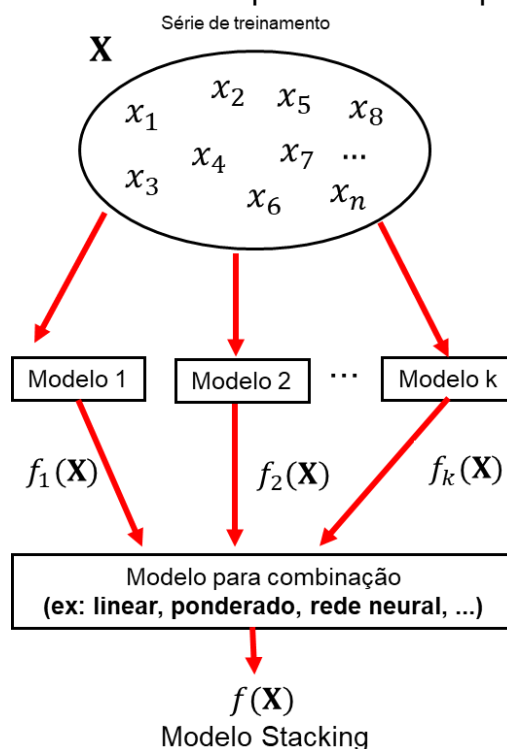 Série de treinamento
X
x₁ x₂ x₅ x₈
x₃ x₄ x₇ ...
x₆ xₙ
Modelo 1 Modelo 2 ... Modelo k
f₁(X) f₂(X) fₖ(X)
Modelo para combinação
(ex: linear, ponderado, rede neural, ...)
f(X)
Modelo Stacking